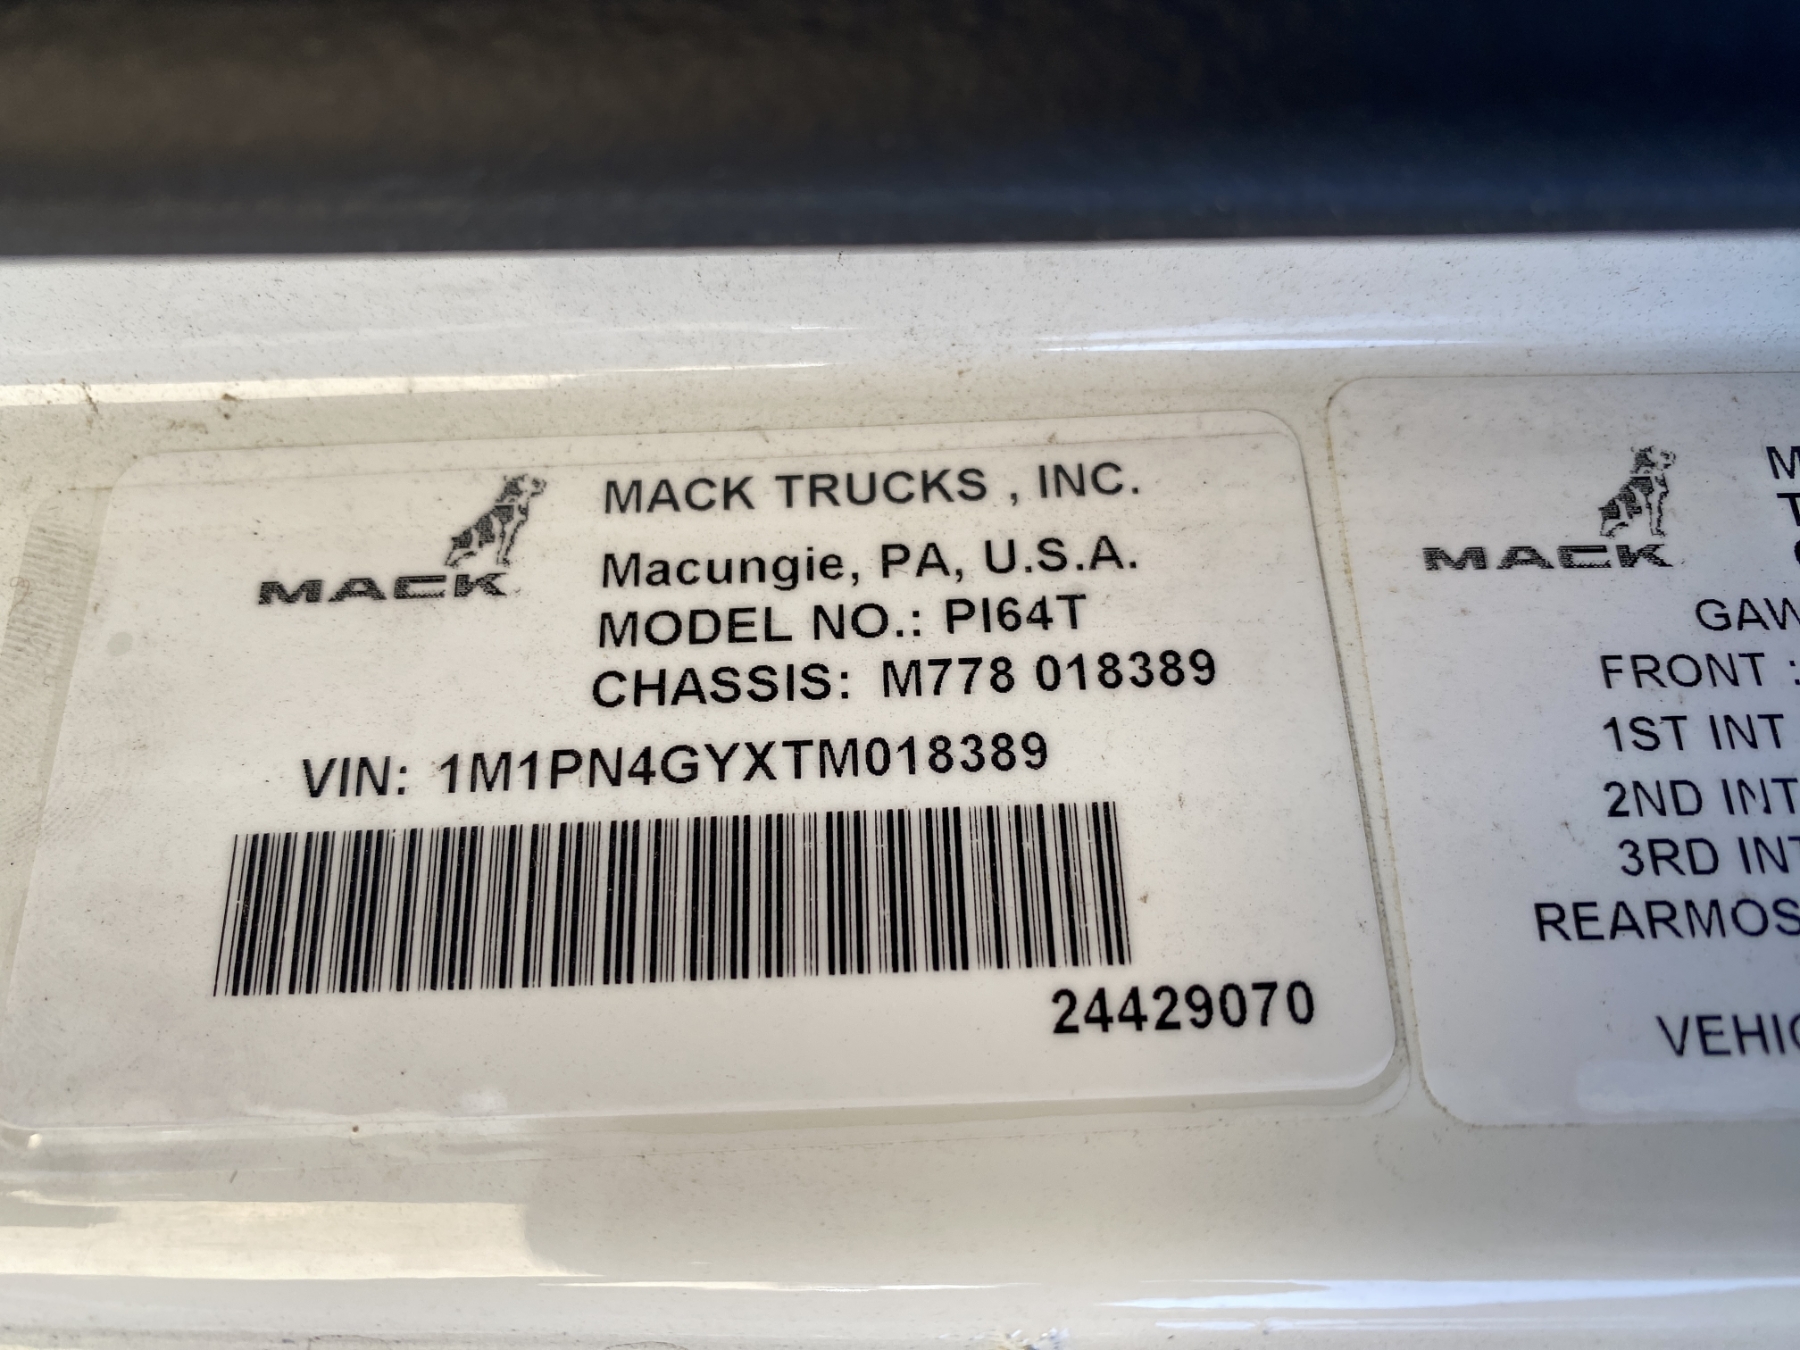 MACK
MACK TRUCKS , INC.
Macungie, PA, U.S.A.
MODEL NO.: PI64T
CHASSIS: M778 018389
VIN: 1M1PN4GYXTM018389
24429070
MACK
M
T
GAW
FRONT :
1ST INT
2ND INT
3RD INT
REARMOS
VEHIC